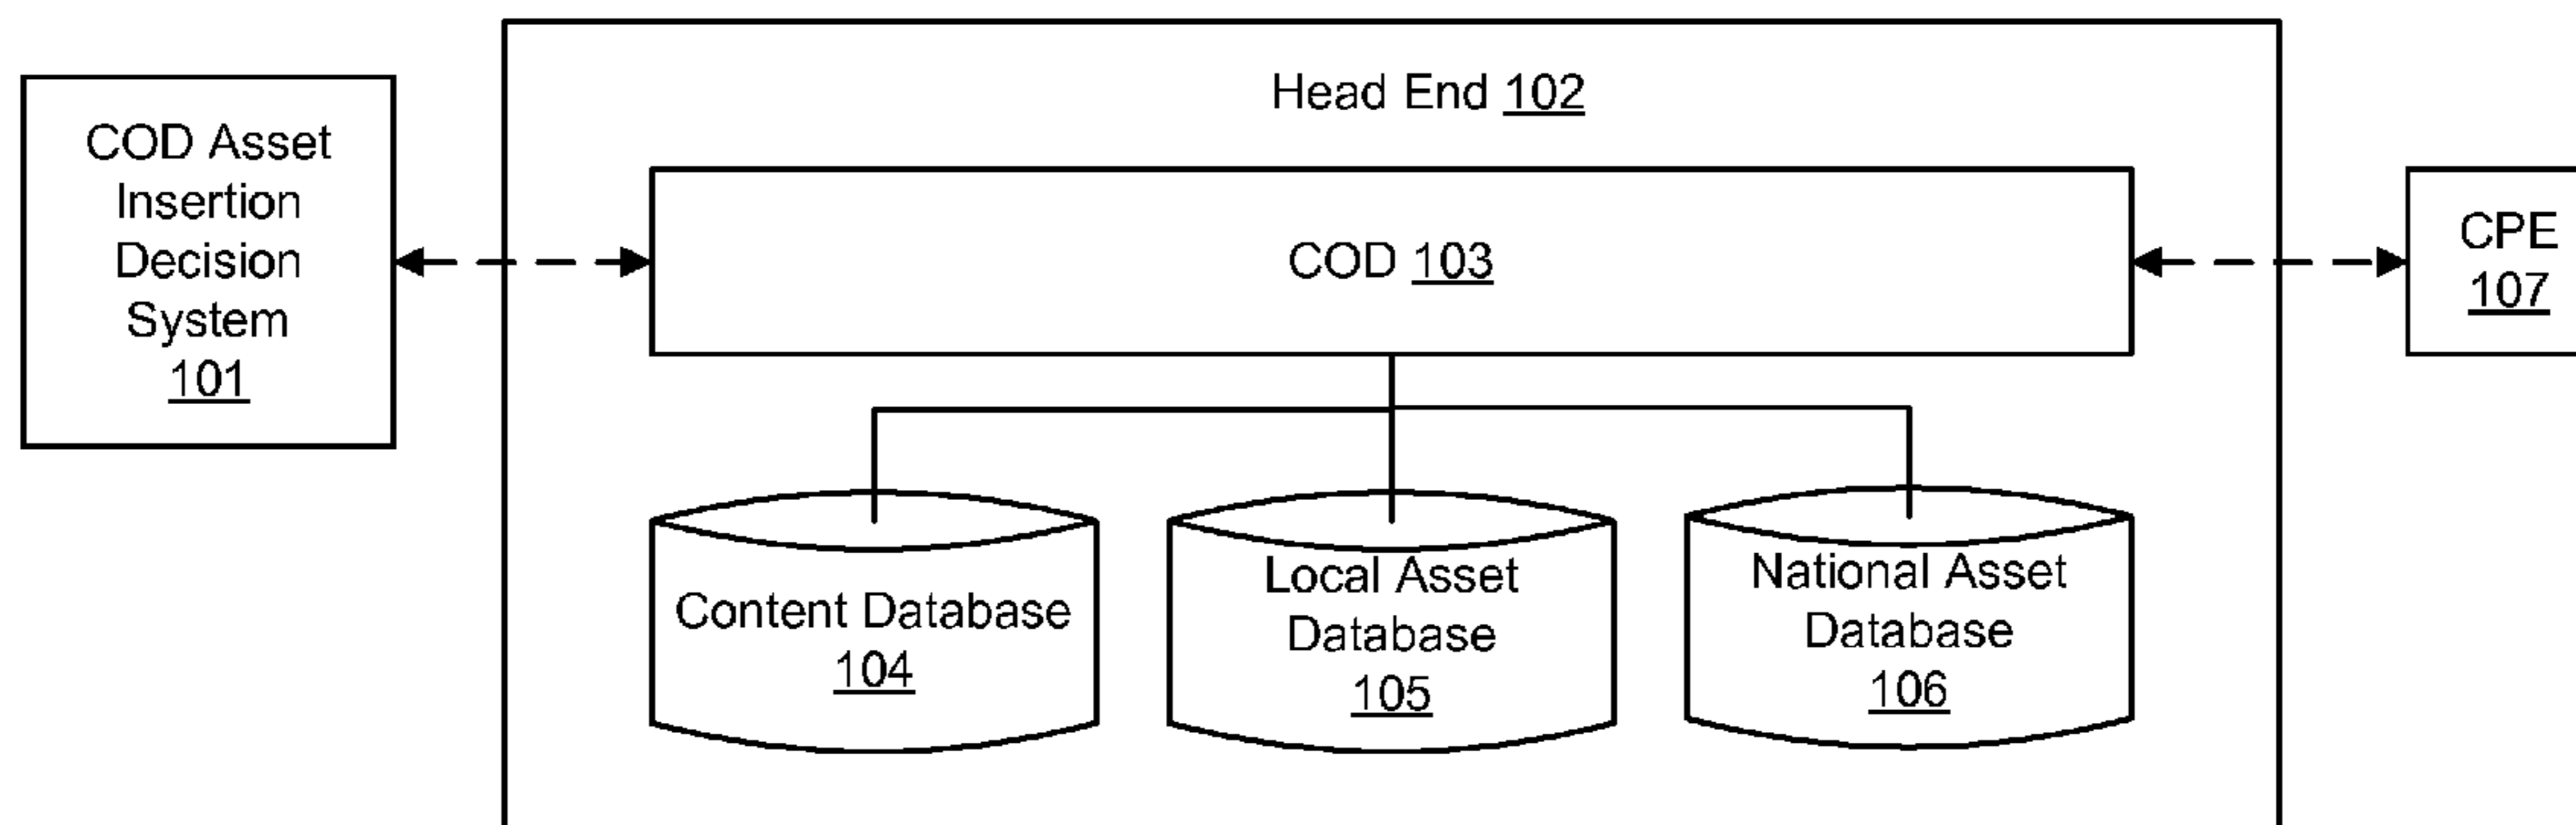 Head End 102
COD Asset
Insertion
Decision
System
101
COD 103
CPE
107
Content Database
104
Local Asset
Database
105
National Asset
Database
106